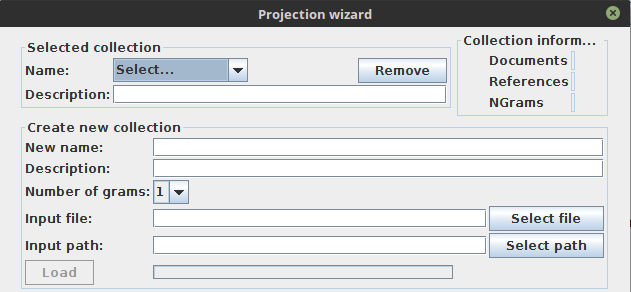 Projection wizard
Selected collection
Name: Select... Remove
Description:
Collection inform...
Documents
References
NGrams
Create new collection
New name:
Description:
Number of grams: 1
Input file: Select file
Input path: Select path
Load